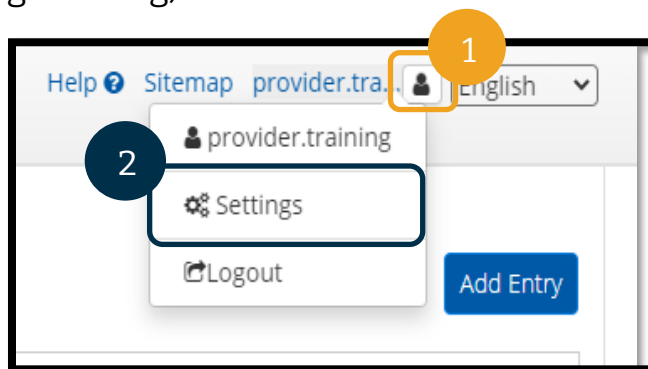 1
Help Sitemap provider.tra... English
provider.training
2
Settings
Logout
Add Entry